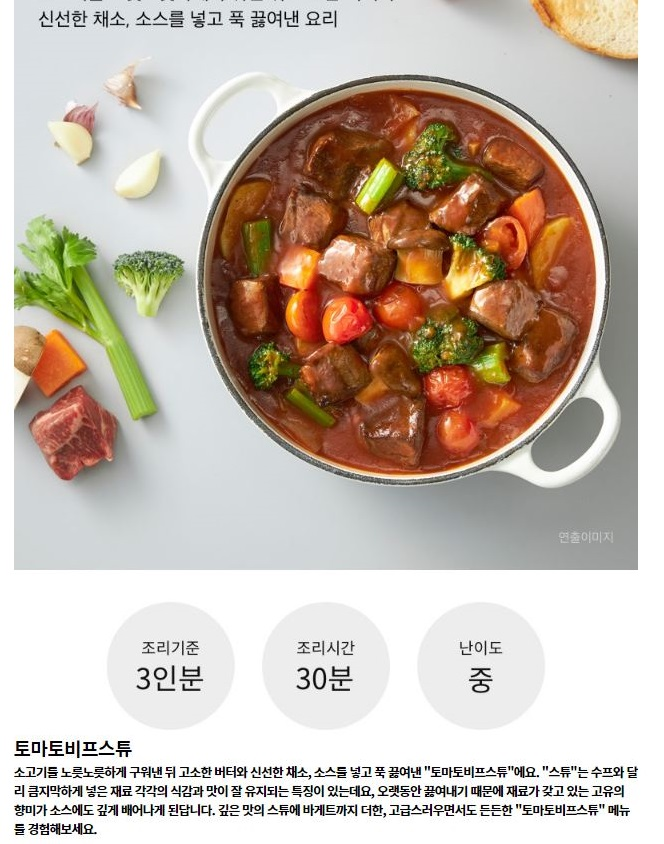 신선한 채소, 소스를 넣고 푹 끓여낸 요리
연출이미지
조리기준
3인분
조리시간
30분
난이도
중
토마토비프스튜
소고기를 노릇노릇하게 구워낸 뒤 고소한 버터와 신선한 채소, 소스를 넣고 푹 끓여낸 "토마토비프스튜"에요. "스튜"는 수프와 달
리 큼지막하게 넣은 재료 각각의 식감과 맛이 잘 유지되는 특징이 있는데요, 오랫동안 끓여내기 때문에 재료가 갖고 있는 고유의
향미가 소스에도 깊게 배어나게 된답니다. 깊은 맛의 스튜에 바게트까지 더한, 고급스러우면서도 든든한 "토마토비프스튜" 메뉴
를 경험해보세요.